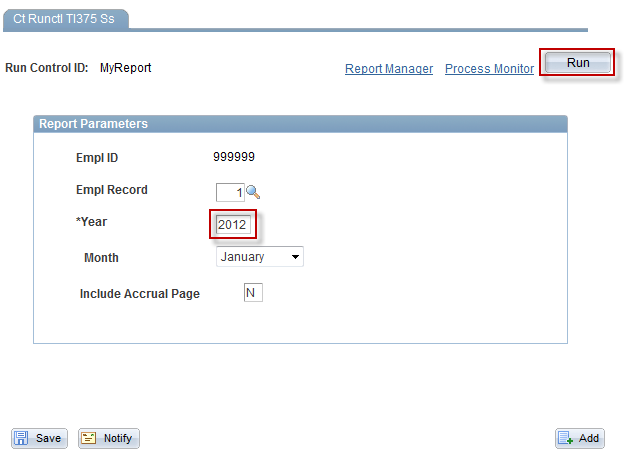 Ct Runctl Tl375 Ss
Run Control ID: MyReport Report Manager Process Monitor Run
Report Parameters
Empl ID 999999
Empl Record 1
*Year 2012
Month January
Include Accrual Page N
Save Notify Add